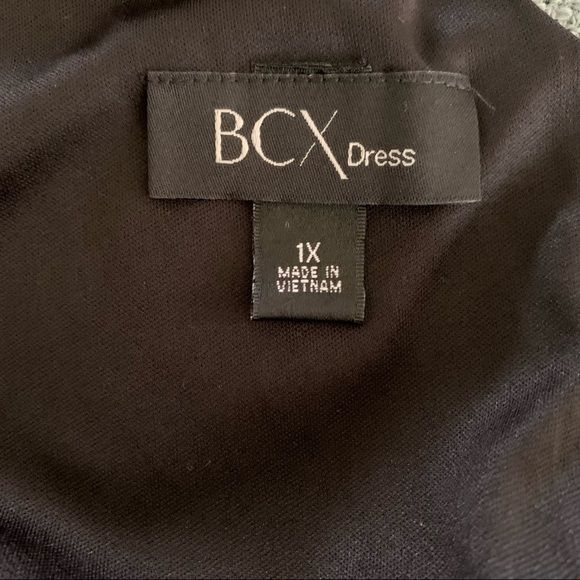 BCX Dress
1X
MADE IN
VIETNAM